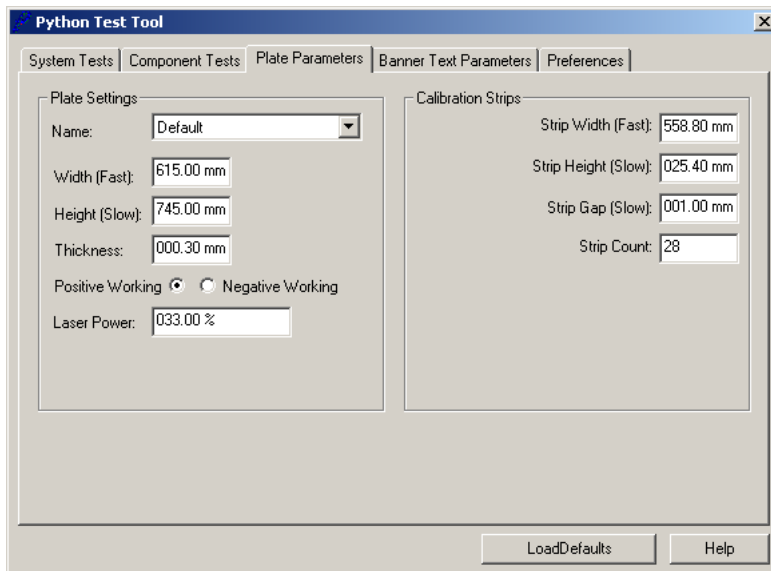 Python Test Tool
System Tests
Component Tests
Plate Parameters
Banner Text Parameters
Preferences
Plate Settings
Name: Default
Width (Fast): 615.00 mm
Height (Slow): 745.00 mm
Thickness: 000.30 mm
Positive Working Negative Working
Laser Power: 033.00 %
Calibration Strips
Strip Width (Fast): 558.80 mm
Strip Height (Slow): 025.40 mm
Strip Gap (Slow): 001.00 mm
Strip Count: 28
LoadDefaults
Help